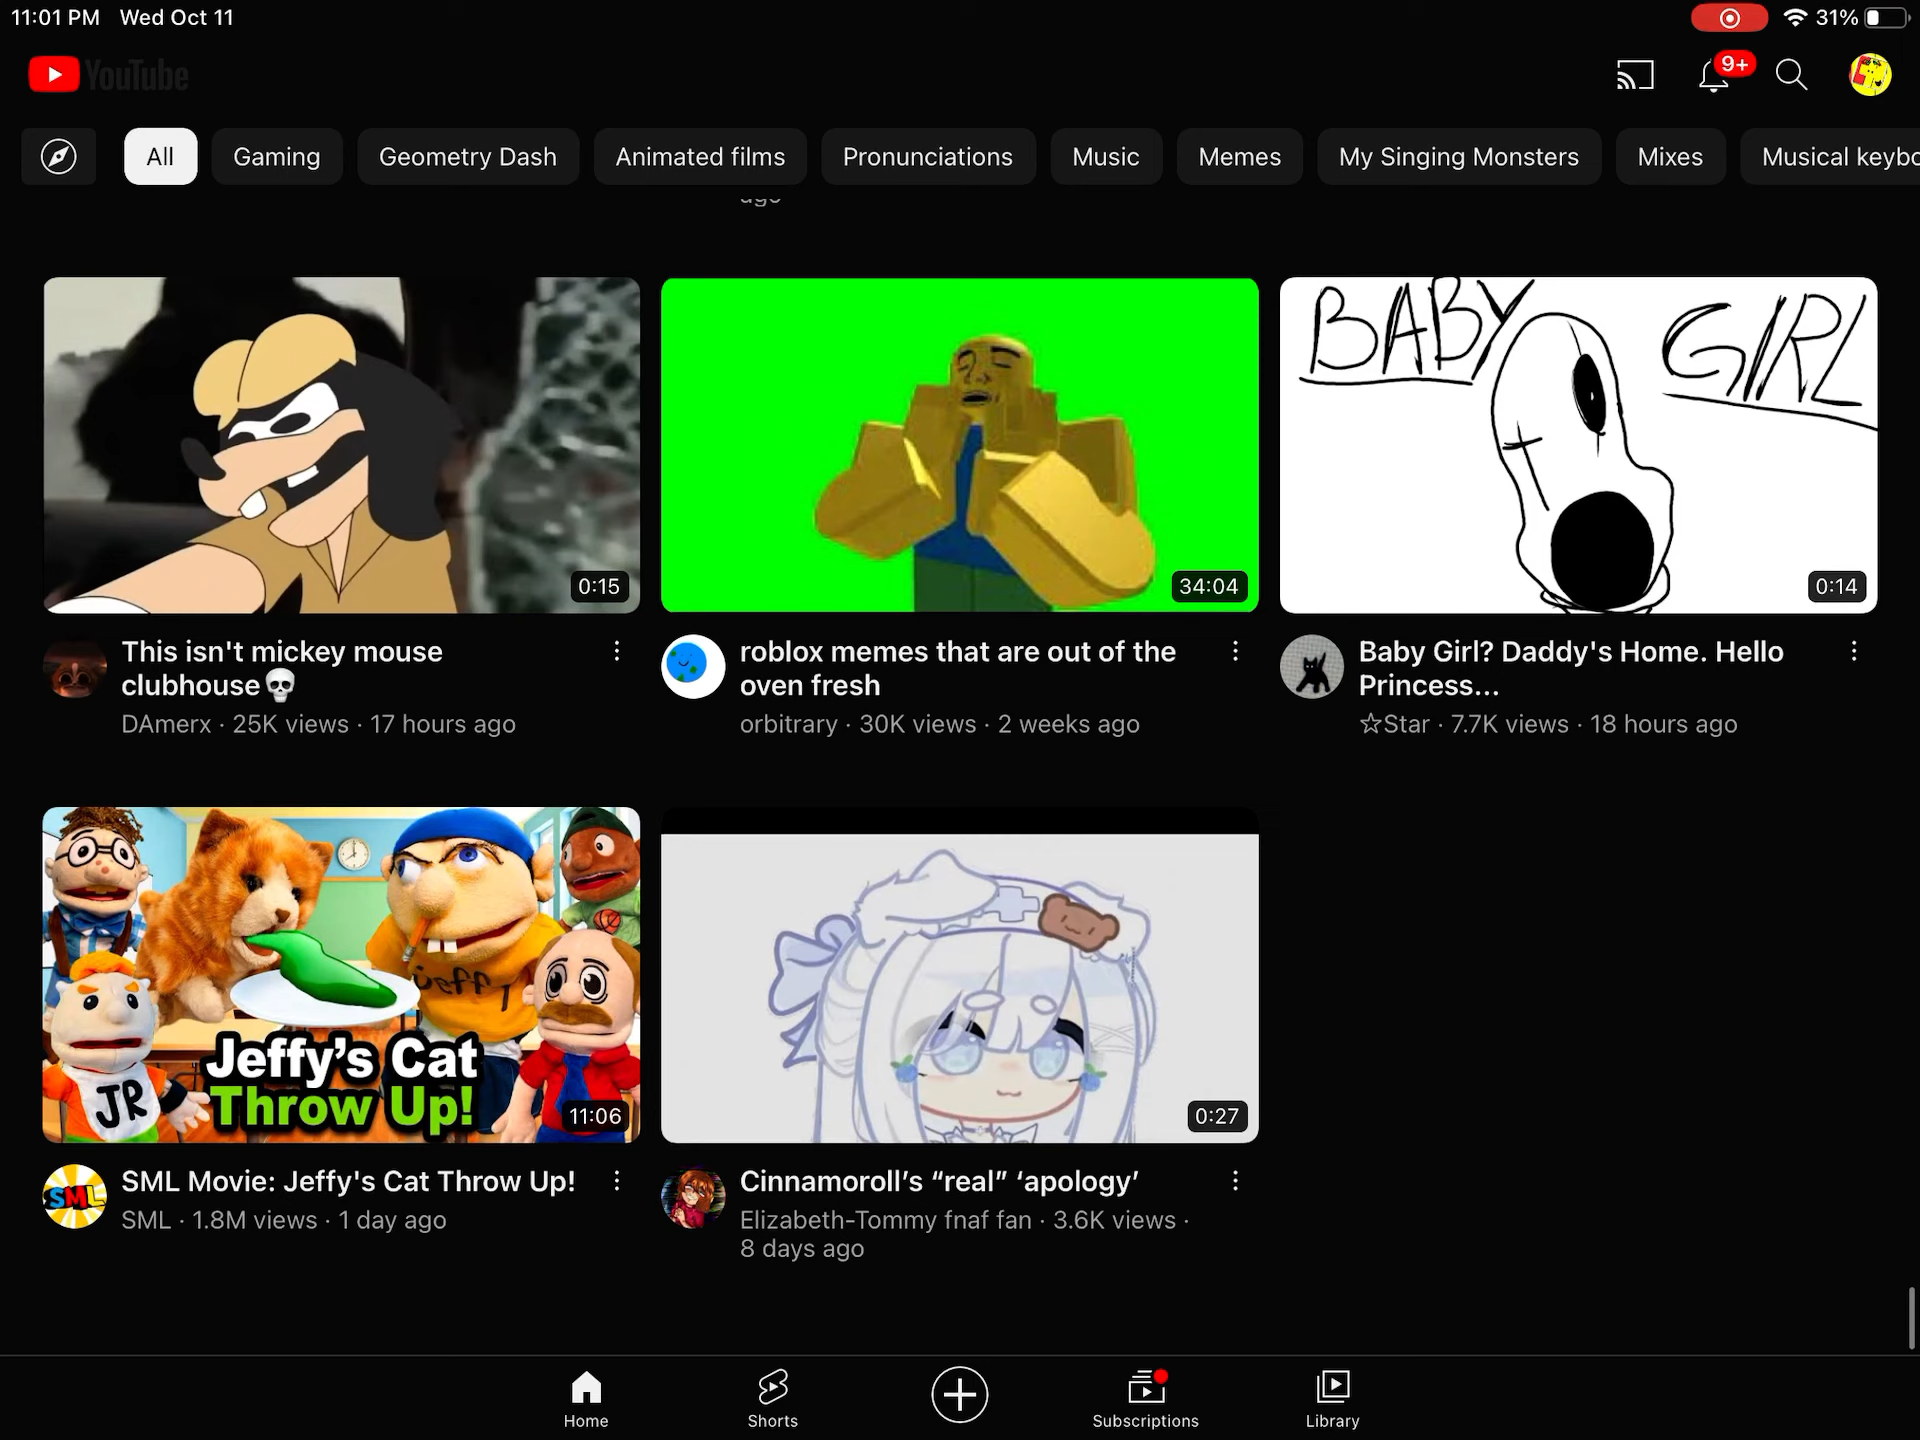 11:01 PM Wed Oct 11
31%
YouTube
9+
All Gaming Geometry Dash Animated films Pronunciations Music Memes My Singing Monsters Mixes Musical keybo
ago
BABY GIRL
0:15
34:04
0:14
This isn't mickey mouse
clubhouse💀
DAmerx · 25K views · 17 hours ago
roblox memes that are out of the
oven fresh
orbitrary · 30K views · 2 weeks ago
Baby Girl? Daddy's Home. Hello
Princess...
☆Star · 7.7K views · 18 hours ago
jeffy
JR
Jeffy's Cat
Throw Up!
11:06
0:27
SML
SML Movie: Jeffy's Cat Throw Up!
SML · 1.8M views · 1 day ago
Cinnamoroll's “real” ‘apology’
Elizabeth-Tommy fnaf fan · 3.6K views ·
8 days ago
Home
Shorts
Subscriptions
Library